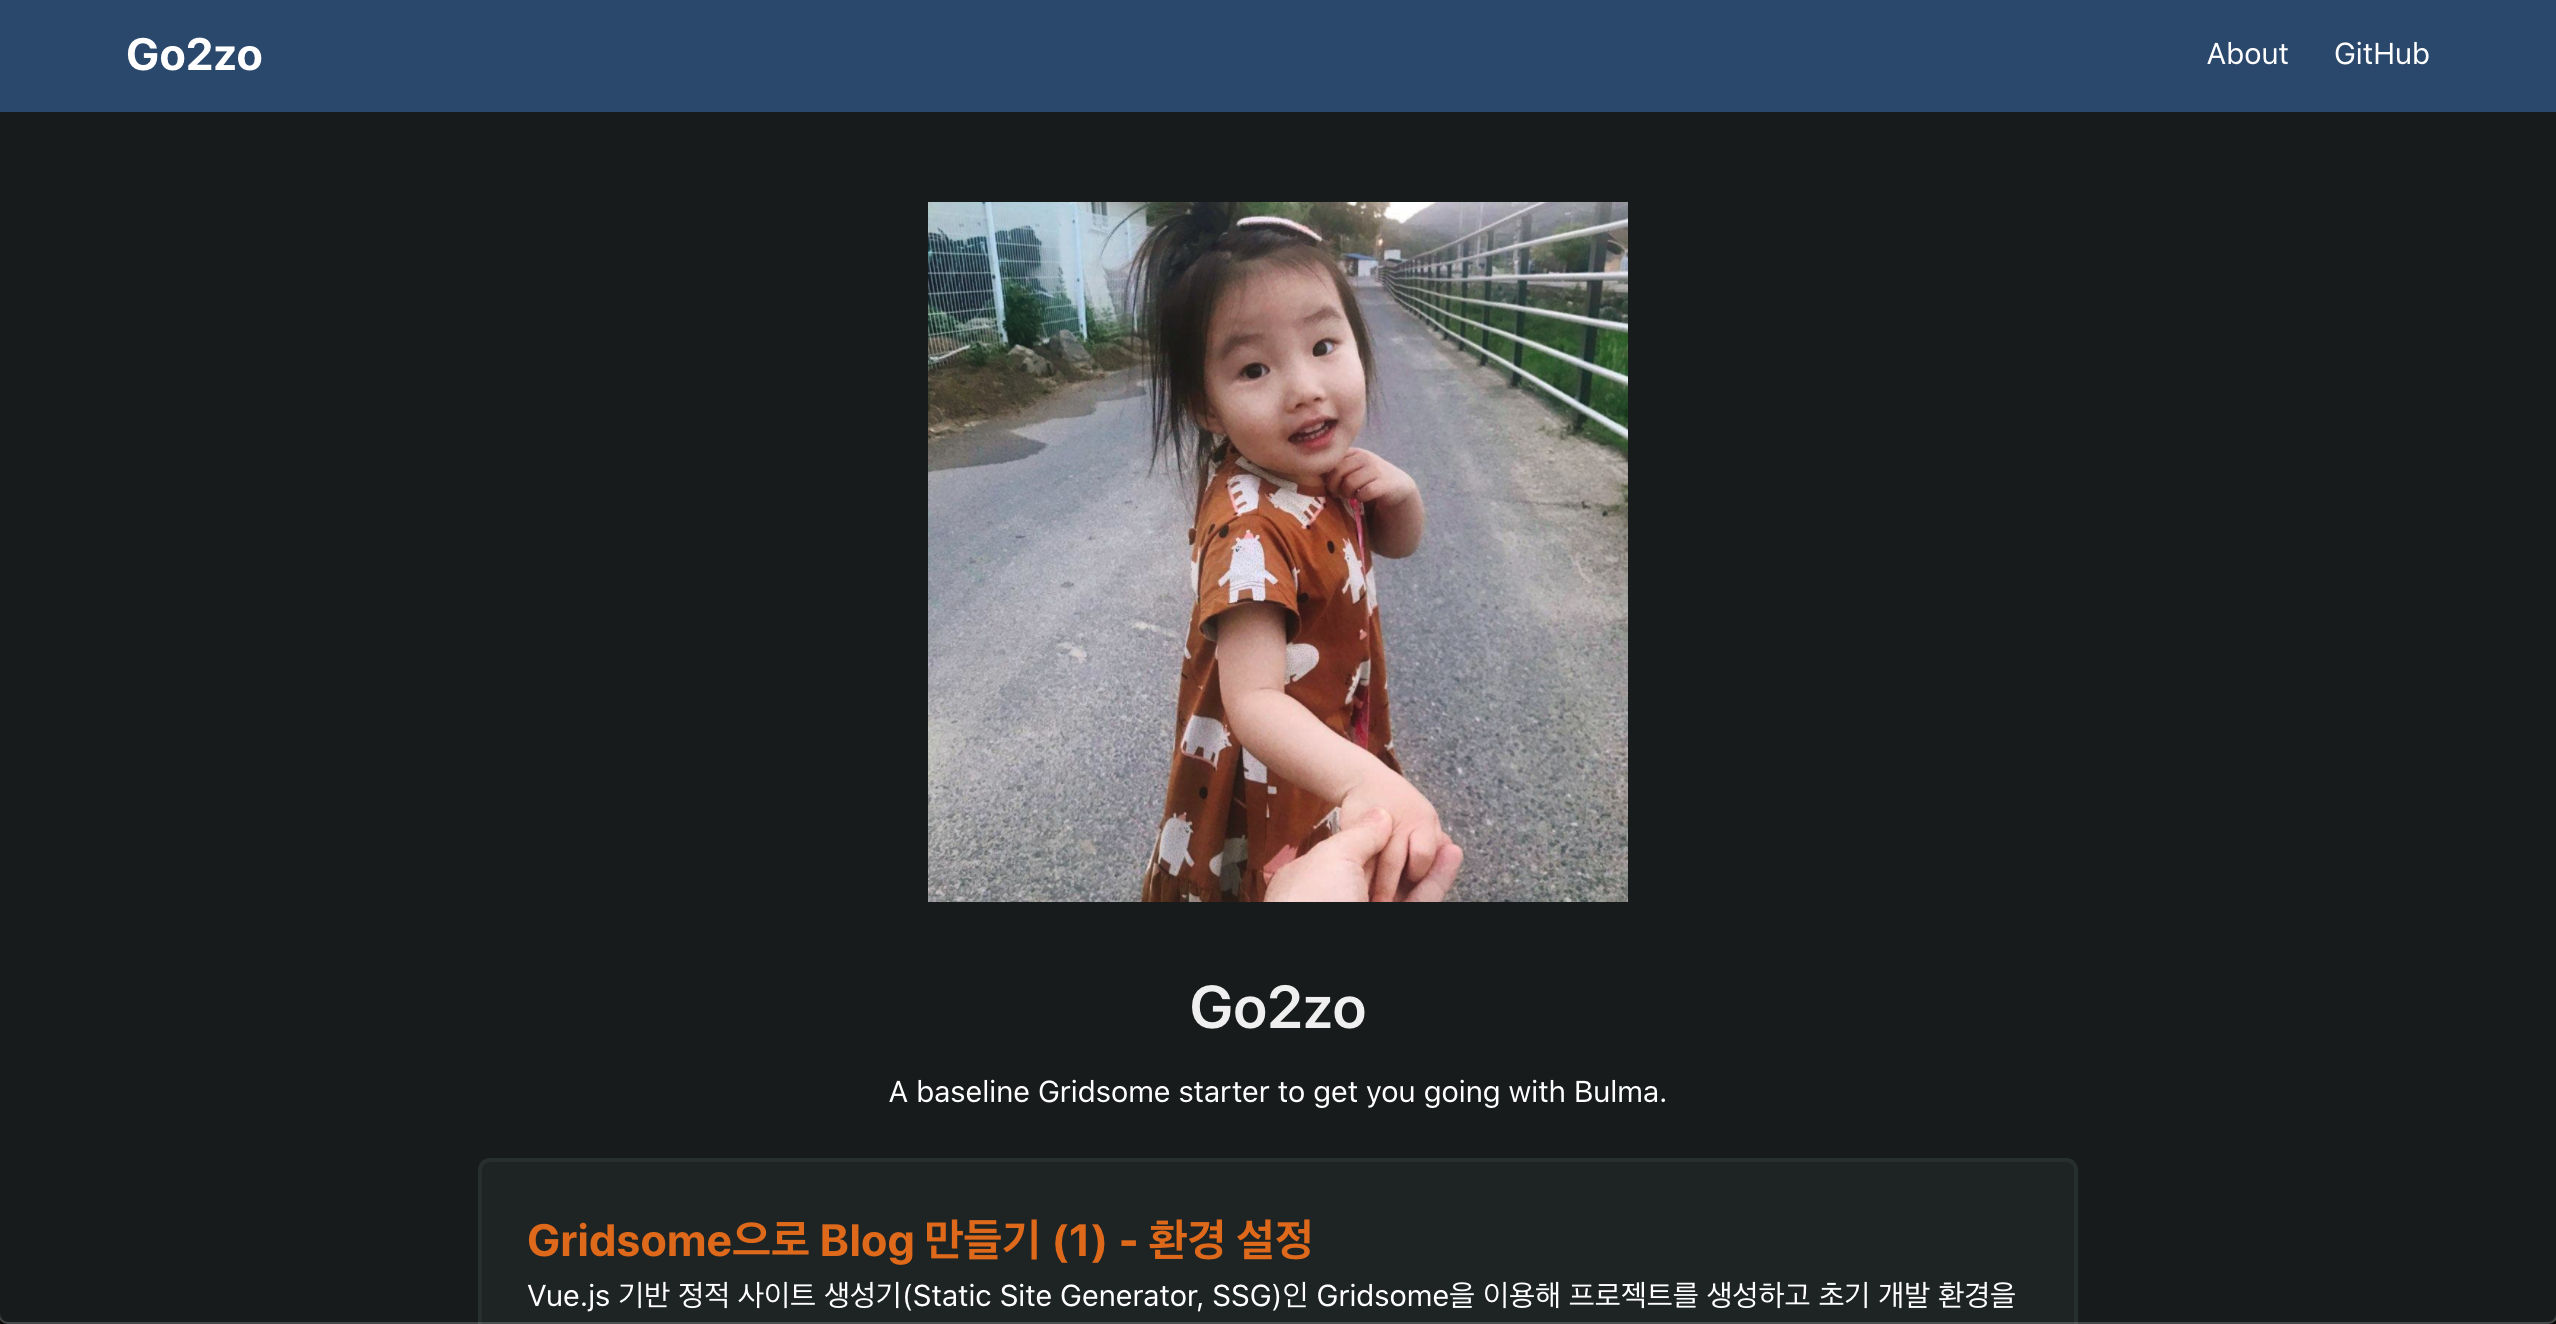 Go2zo
About GitHub
Go2zo
A baseline Gridsome starter to get you going with Bulma.
Gridsome으로 Blog 만들기 (1) - 환경 설정
Vue.js 기반 정적 사이트 생성기(Static Site Generator, SSG)인 Gridsome을 이용해 프로젝트를 생성하고 초기 개발 환경을